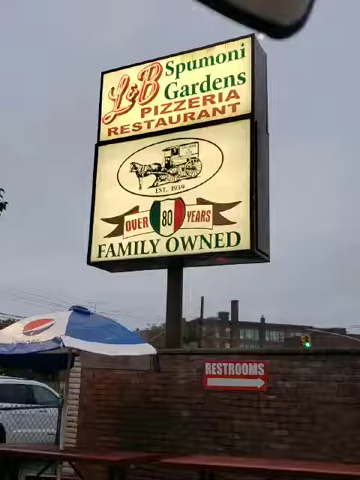 L&B Spumoni
Gardens
PIZZERIA
RESTAURANT
EST. 1939
OVER 80 YEARS
FAMILY OWNED
RESTROOMS